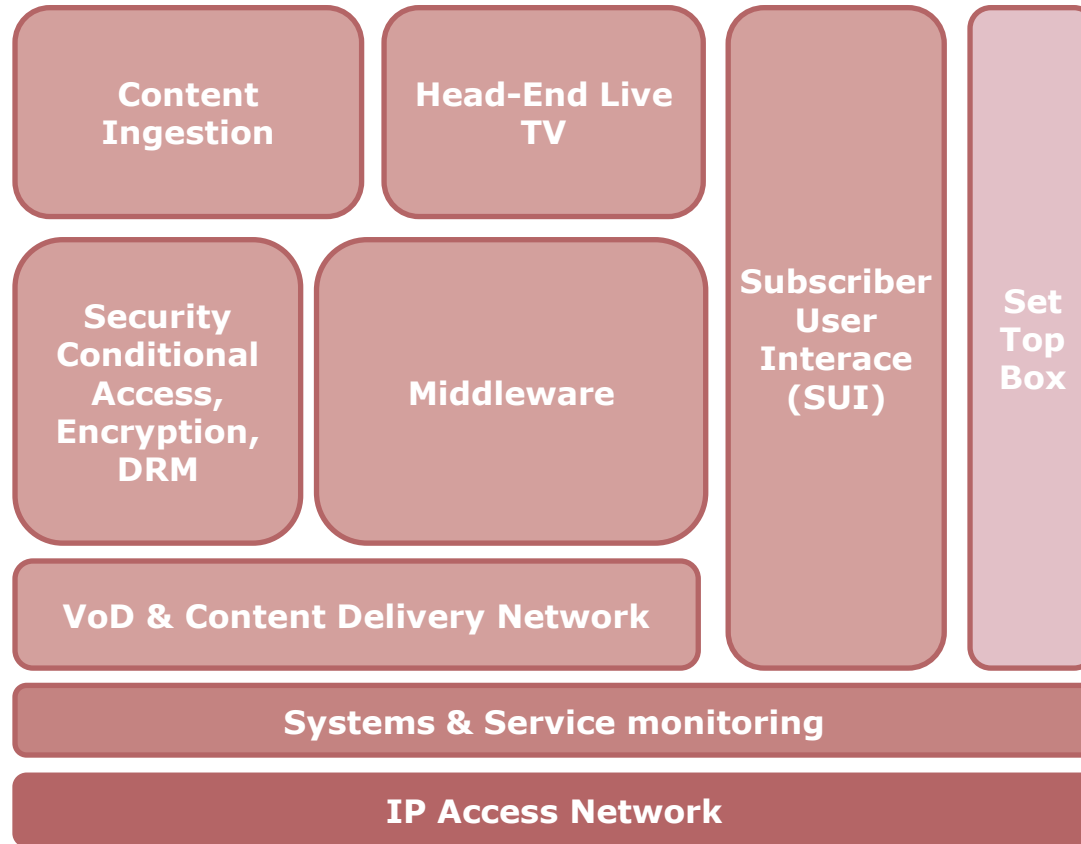 Content
Ingestion
Head-End Live
TV
Security
Conditional
Access,
Encryption,
DRM
Middleware
Subscriber
User
Interace
(SUI)
Set
Top
Box
VoD & Content Delivery Network
Systems & Service monitoring
IP Access Network